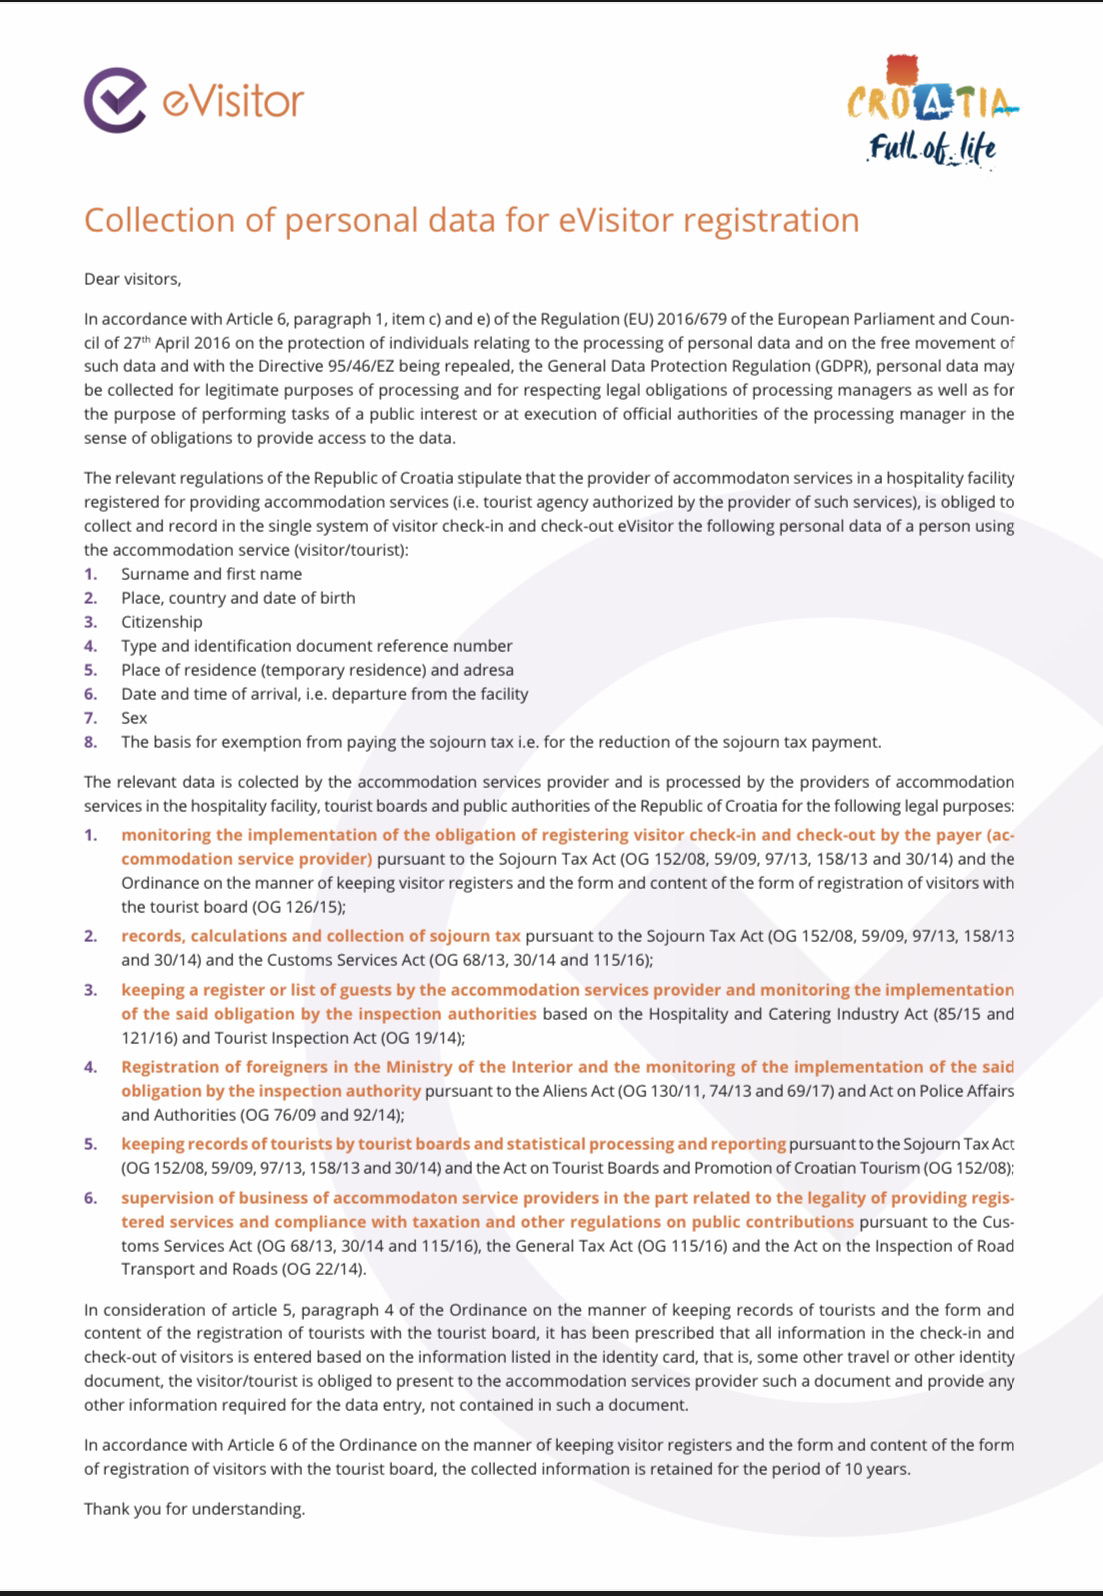 eVisitor
CROATIA
Full of life
Collection of personal data for eVisitor registration
Dear visitors,
In accordance with Article 6, paragraph 1, item c) and e) of the Regulation (EU) 2016/679 of the European Parliament and Coun-
cil of 27th April 2016 on the protection of individuals relating to the processing of personal data and on the free movement of
such data and with the Directive 95/46/EZ being repealed, the General Data Protection Regulation (GDPR), personal data may
be collected for legitimate purposes of processing and for respecting legal obligations of processing managers as well as for
the purpose of performing tasks of a public interest or at execution of official authorities of the processing manager in the
sense of obligations to provide access to the data.
The relevant regulations of the Republic of Croatia stipulate that the provider of accommodaton services in a hospitality facility
registered for providing accommodation services (i.e. tourist agency authorized by the provider of such services), is obliged to
collect and record in the single system of visitor check-in and check-out eVisitor the following personal data of a person using
the accommodation service (visitor/tourist):
1. Surname and first name
2. Place, country and date of birth
3. Citizenship
4. Type and identification document reference number
5. Place of residence (temporary residence) and adresa
6. Date and time of arrival, i.e. departure from the facility
7. Sex
8. The basis for exemption from paying the sojourn tax i.e. for the reduction of the sojourn tax payment.
The relevant data is colected by the accommodation services provider and is processed by the providers of accommodation
services in the hospitality facility, tourist boards and public authorities of the Republic of Croatia for the following legal purposes:
1. monitoring the implementation of the obligation of registering visitor check-in and check-out by the payer (ac-
commodation service provider) pursuant to the Sojourn Tax Act (OG 152/08, 59/09, 97/13, 158/13 and 30/14) and the
Ordinance on the manner of keeping visitor registers and the form and content of the form of registration of visitors with
the tourist board (OG 126/15);
2. records, calculations and collection of sojourn tax pursuant to the Sojourn Tax Act (OG 152/08, 59/09, 97/13, 158/13
and 30/14) and the Customs Services Act (OG 68/13, 30/14 and 115/16);
3. keeping a register or list of guests by the accommodation services provider and monitoring the implementation
of the said obligation by the inspection authorities based on the Hospitality and Catering Industry Act (85/15 and
121/16) and Tourist Inspection Act (OG 19/14);
4. Registration of foreigners in the Ministry of the Interior and the monitoring of the implementation of the said
obligation by the inspection authority pursuant to the Aliens Act (OG 130/11, 74/13 and 69/17) and Act on Police Affairs
and Authorities (OG 76/09 and 92/14);
5. keeping records of tourists by tourist boards and statistical processing and reporting pursuant to the Sojourn Tax Act
(OG 152/08, 59/09, 97/13, 158/13 and 30/14) and the Act on Tourist Boards and Promotion of Croatian Tourism (OG 152/08);
6. supervision of business of accommodaton service providers in the part related to the legality of providing regis-
tered services and compliance with taxation and other regulations on public contributions pursuant to the Cus-
toms Services Act (OG 68/13, 30/14 and 115/16), the General Tax Act (OG 115/16) and the Act on the Inspection of Road
Transport and Roads (OG 22/14).
In consideration of article 5, paragraph 4 of the Ordinance on the manner of keeping records of tourists and the form and
content of the registration of tourists with the tourist board, it has been prescribed that all information in the check-in and
check-out of visitors is entered based on the information listed in the identity card, that is, some other travel or other identity
document, the visitor/tourist is obliged to present to the accommodation services provider such a document and provide any
other information required for the data entry, not contained in such a document.
In accordance with Article 6 of the Ordinance on the manner of keeping visitor registers and the form and content of the form
of registration of visitors with the tourist board, the collected information is retained for the period of 10 years.
Thank you for understanding.